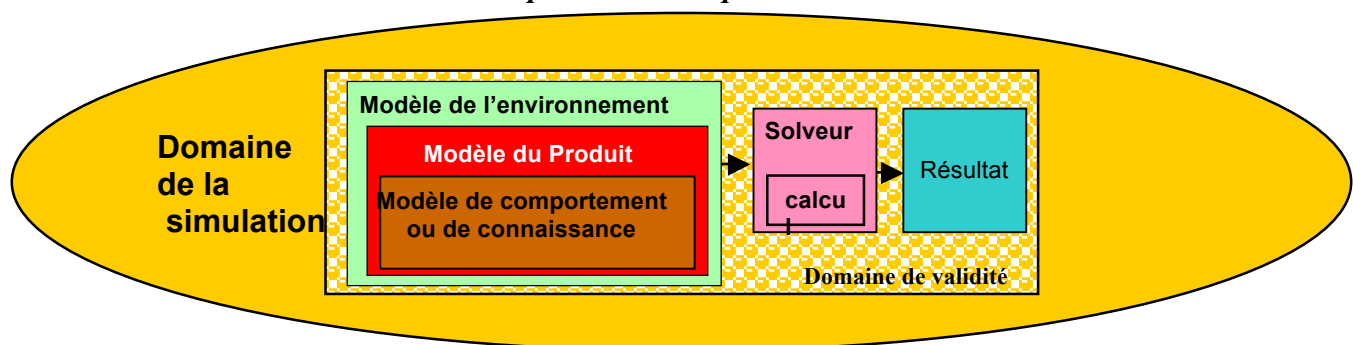 Domaine
de la
simulation
Modèle de l'environnement
Modèle du Produit
Modèle de comportement
ou de connaissance
Solveur
calcu
l
Résultat
Domaine de validité